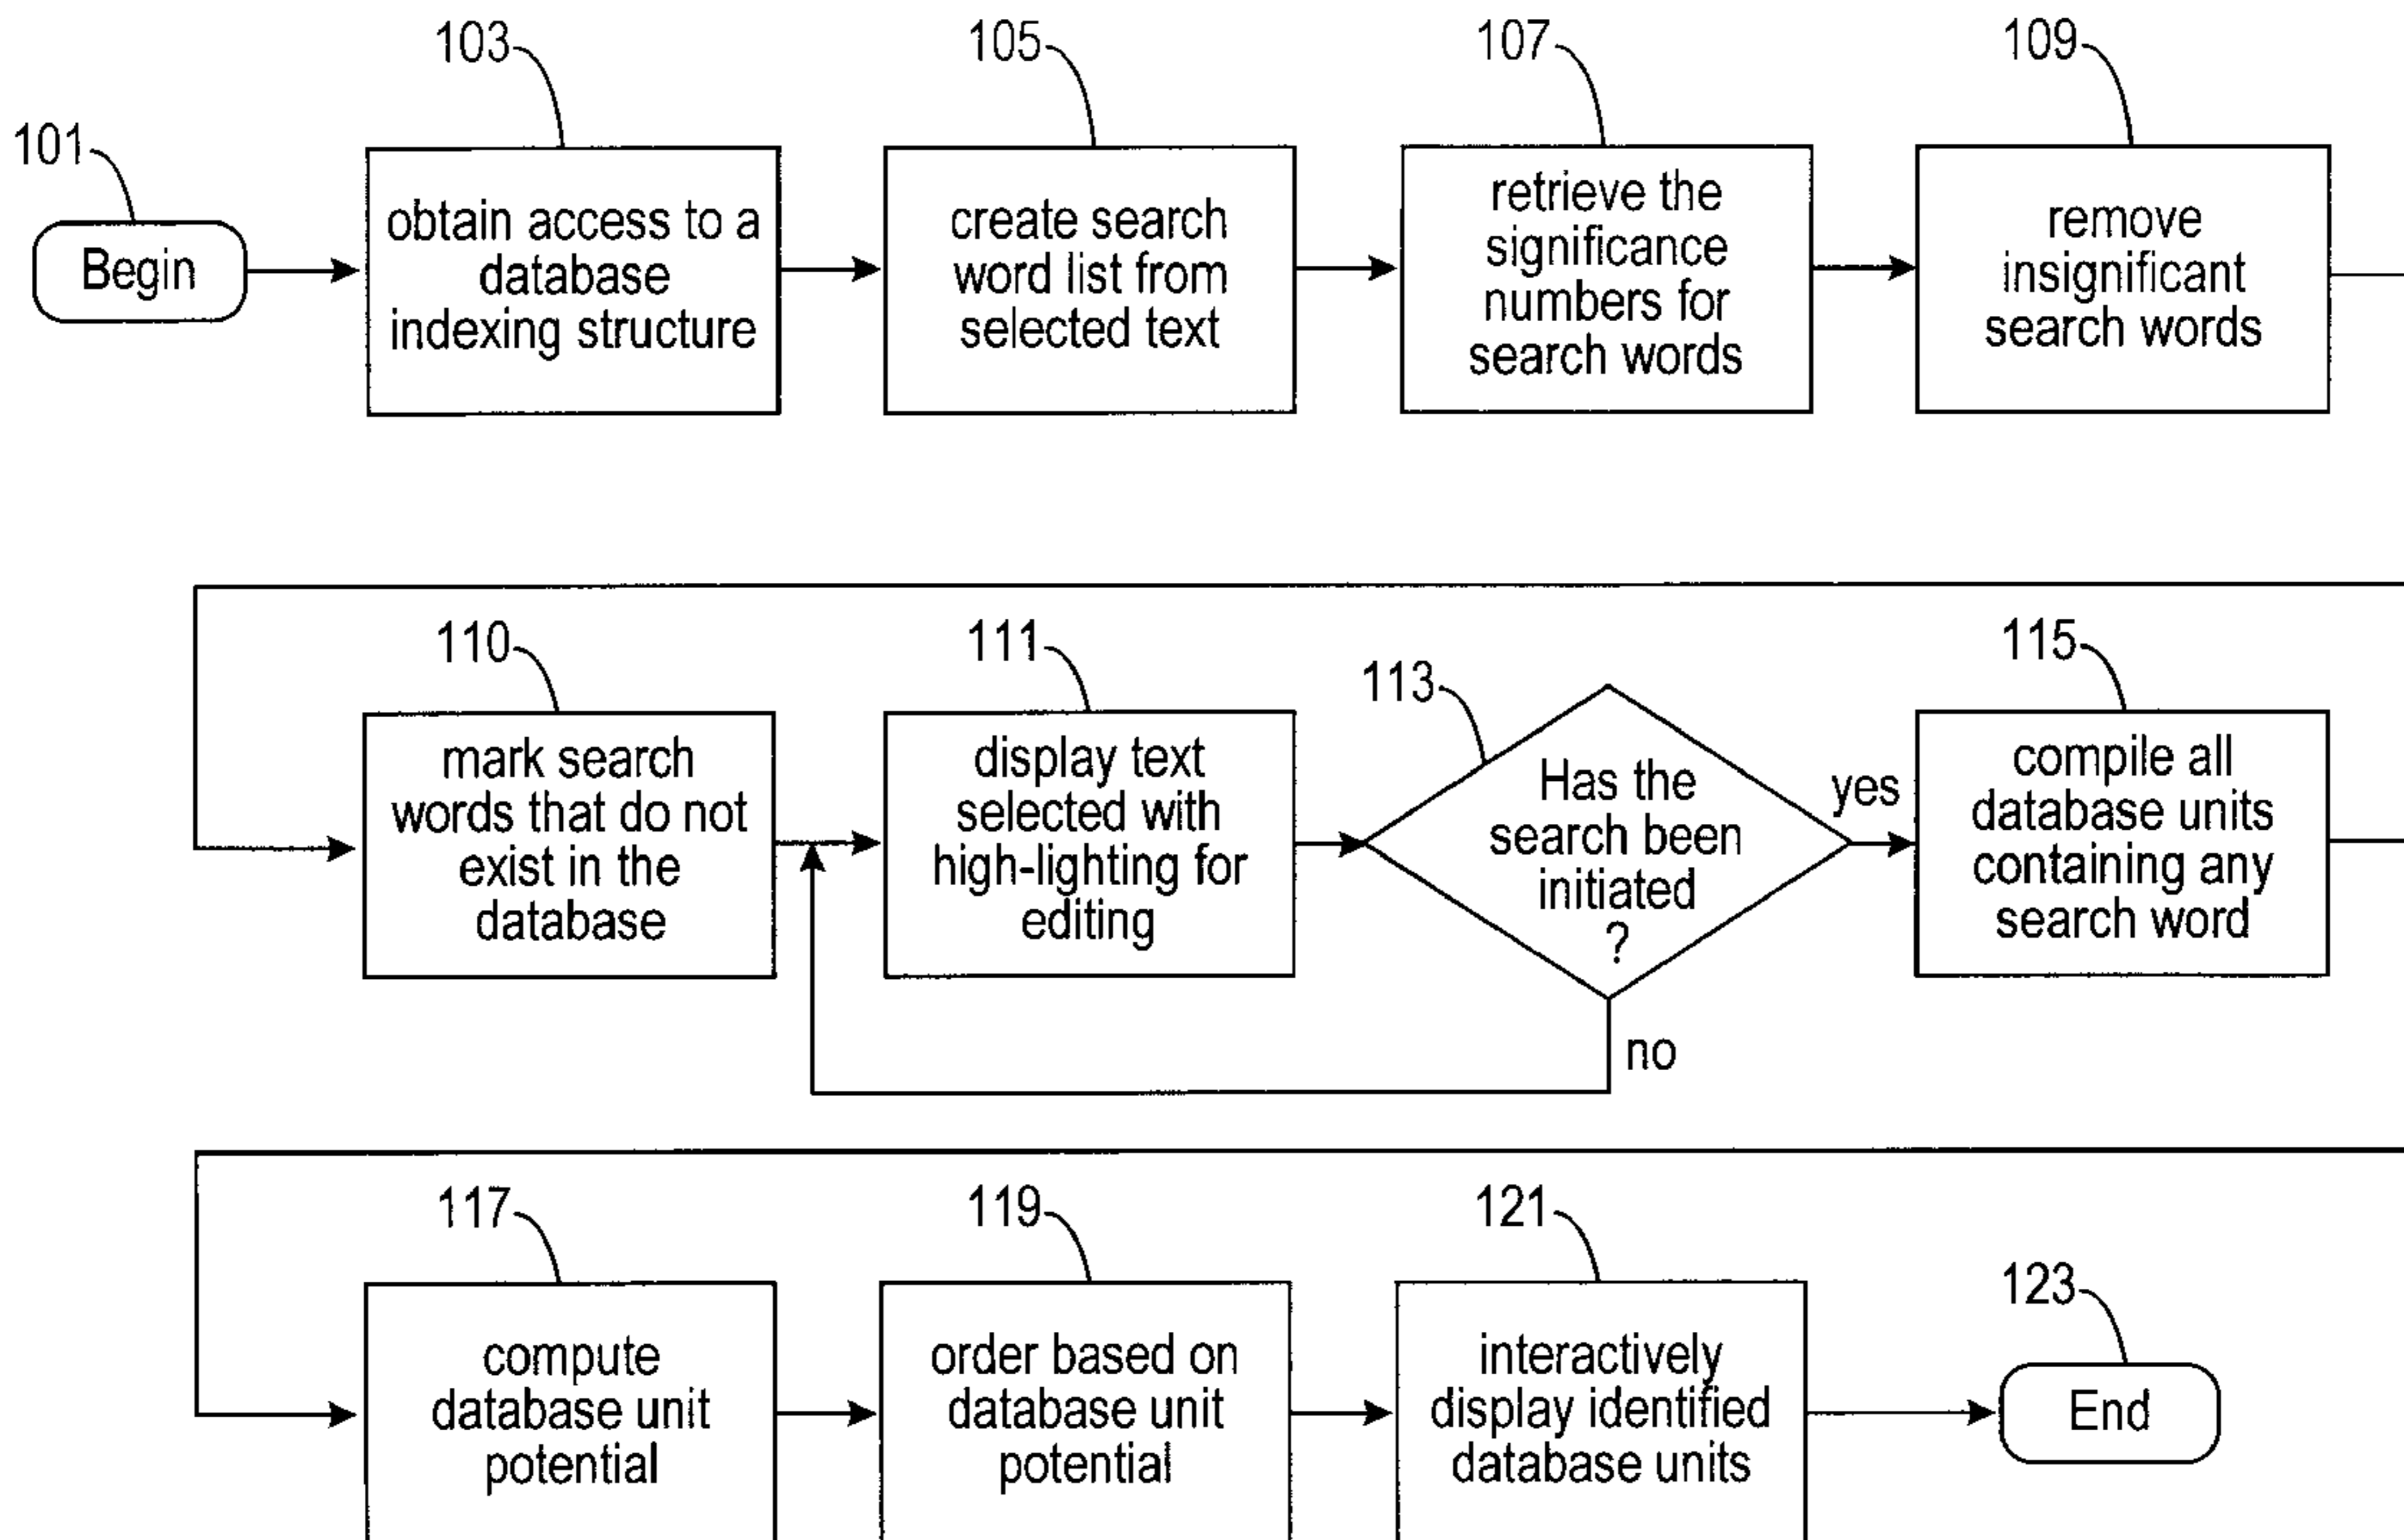 103
105
107
109
101
Begin
obtain access to a
database
indexing structure
create search
word list from
selected text
retrieve the
significance
numbers for
search words
remove
insignificant
search words
110
111
113
115
mark search
words that do not
exist in the
database
display text
selected with
high-lighting for
editing
Has the
search been
initiated
?
yes
no
compile all
database units
containing any
search word
117
119
121
123
compute
database unit
potential
order based on
database unit
potential
interactively
display identified
database units
End